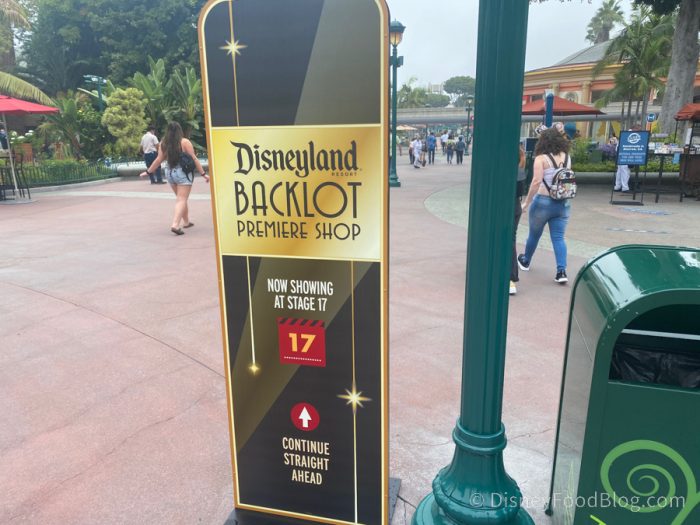 Disneyland
RESORT
BACKLOT
PREMIERE SHOP
NOW SHOWING
AT STAGE 17
17
CONTINUE
STRAIGHT
AHEAD
©DisneyFoodBlog.com